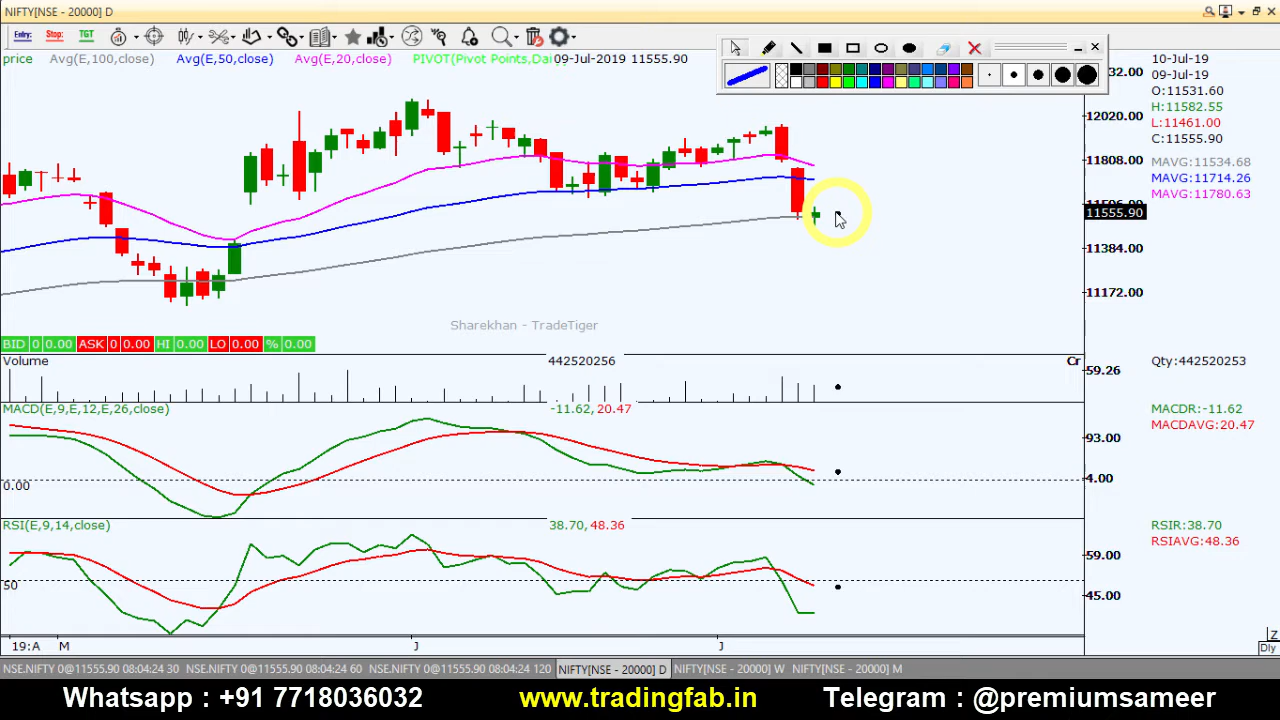 NIFTY[NSE - 20000] D
Entry: Stop: TGT
price Avg(E,100,close) Avg(E,50,close) Avg(E,20,close) PIVOT(Pivot Points,Dai 09-Jul-2019 11555.90
32.00
12020.00
11808.00
11555.90
11384.00
11172.00
10-Jul-19
09-Jul-19
O:11531.60
H:11582.55
L:11461.00
C:11555.90
MAVG:11534.68
MAVG:11714.26
MAVG:11780.63
Sharekhan - TradeTiger
BID 0 0.00 ASK 0 0.00 HI 0.00 LO 0.00 % 0.00
Volume 442520256 Cr 59.26 Qty:442520253
MACD(E,9,E,12,E,26,close) -11.62, 20.47 MACDR:-11.62
MACDAVG:20.47
93.00
0.00 4.00
RSI(E,9,14,close) 38.70, 48.36 RSIR:38.70
RSIAVG:48.36
59.00
50 45.00
19:A M J J Z
Dly
NSE.NIFTY 0@11555.90 08:04:24 30 NSE.NIFTY 0@11555.90 08:04:24 60 NSE.NIFTY 0@11555.90 08:04:24 120 NIFTY[NSE - 20000] D NIFTY[NSE - 20000] W NIFTY[NSE - 20000] M
Whatsapp : +91 7718036032 www.tradingfab.in Telegram : @premiumsameer